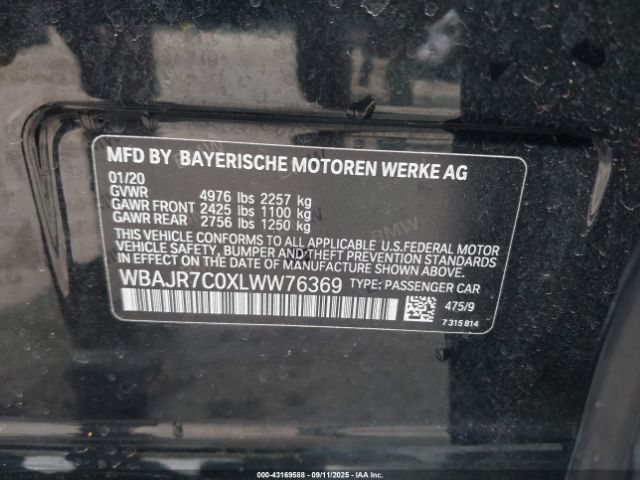 MFD BY BAYERISCHE MOTOREN WERKE AG
01/20
GVWR 4976 lbs 2257 kg
GAWR FRONT 2425 lbs 1100 kg
GAWR REAR 2756 lbs 1250 kg
THIS VEHICLE CONFORMS TO ALL APPLICABLE U.S.FEDERAL MOTOR
VEHICLE SAFETY, BUMPER AND THEFT PREVENTION STANDARDS
IN EFFECT ON THE DATE OF MANUFACTURE SHOWN ABOVE.
WBAJR7C0XLWW76369 TYPE: PASSENGER CAR
475/9
7 315 814
000-43169588 - 09/11/2025 - IAAI.COM